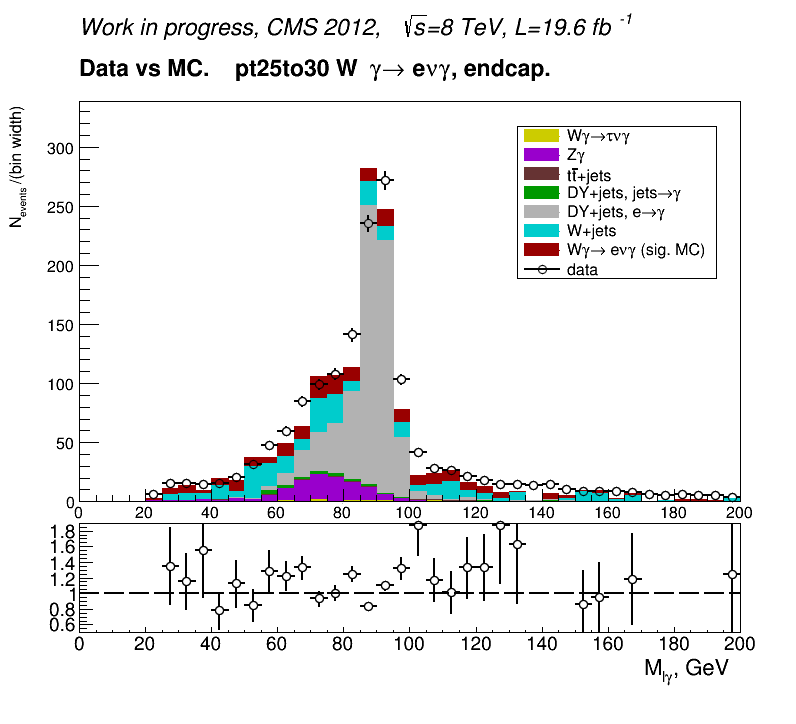 Work in progress, CMS 2012, √s=8 TeV, L=19.6 fb -1
Data vs MC. pt25to30 W γ→ eνγ, endcap.
N events /(bin width)
300
250
200
150
100
50
0
Wγ→τνγ
Zγ
tt̄+jets
DY+jets, jets→γ
DY+jets, e→γ
W+jets
Wγ→ eνγ (sig. MC)
data
0 20 40 60 80 100 120 140 160 180 200
1.8
1.6
1.4
1.2
1
0.8
0.6
0 20 40 60 80 100 120 140 160 180 200
M lγ, GeV